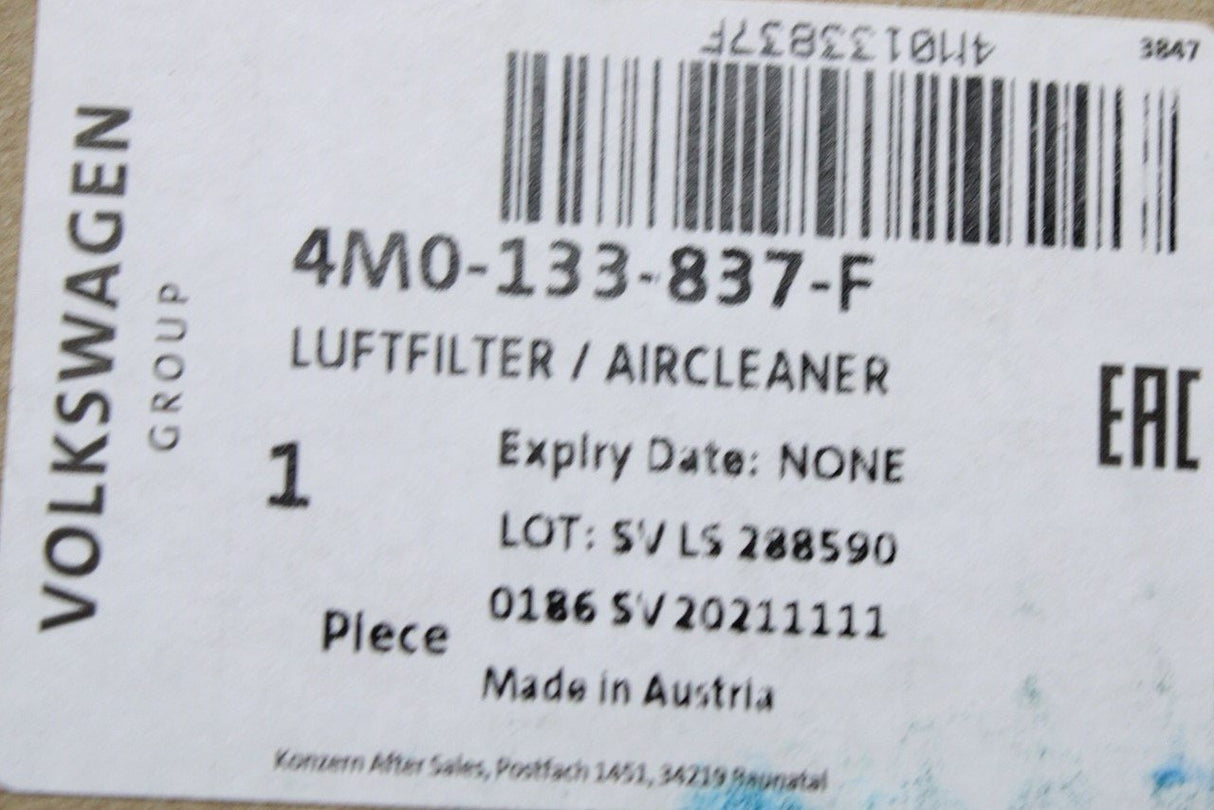 4M0133837F
3847
VOLKSWAGEN
GROUP
4M0-133-837-F
LUFTFILTER / AIRCLEANER
EAC
1
Piece
Expiry Date: NONE
LOT: SV LS 288590
0186 SV 20211111
Made in Austria
Konzern After Sales, Postfach 1451, 34219 Baunatal